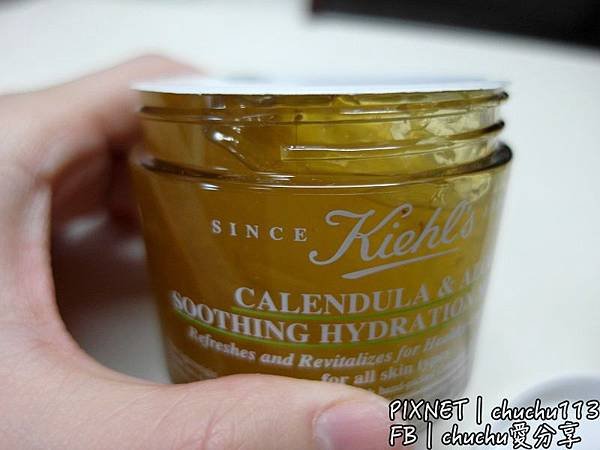 SINCE Kiehl's
CALENDULA &
SOOTHING HYDRATION
Refreshes and Revitalizes for
for all skin types
PIXNET | chuchu113
FB | chuchu愛分享